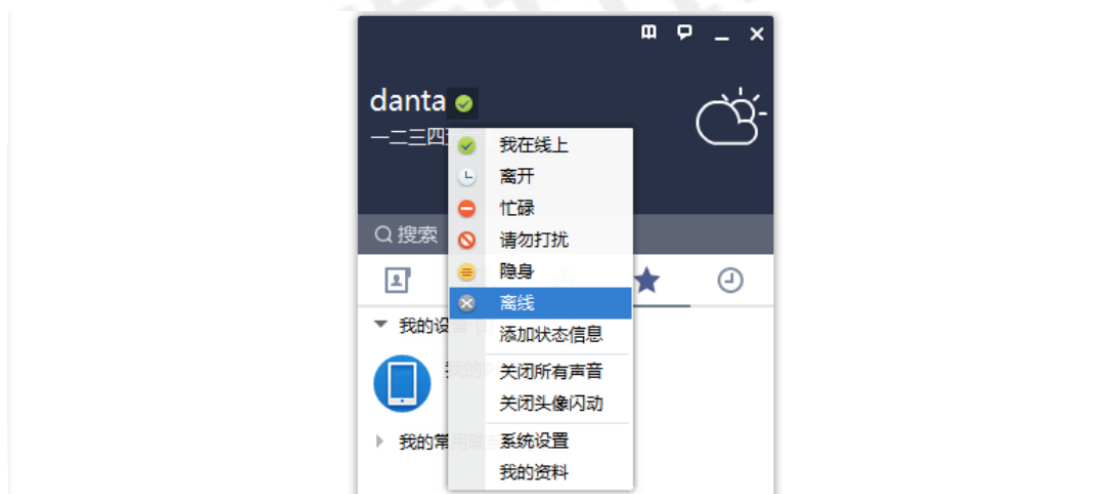 danta
一二三四
我在线上
离开
忙碌
请勿打扰
隐身
离线
添加状态信息
关闭所有声音
关闭头像闪动
系统设置
我的资料
搜索
我的设
我的
我的常用联